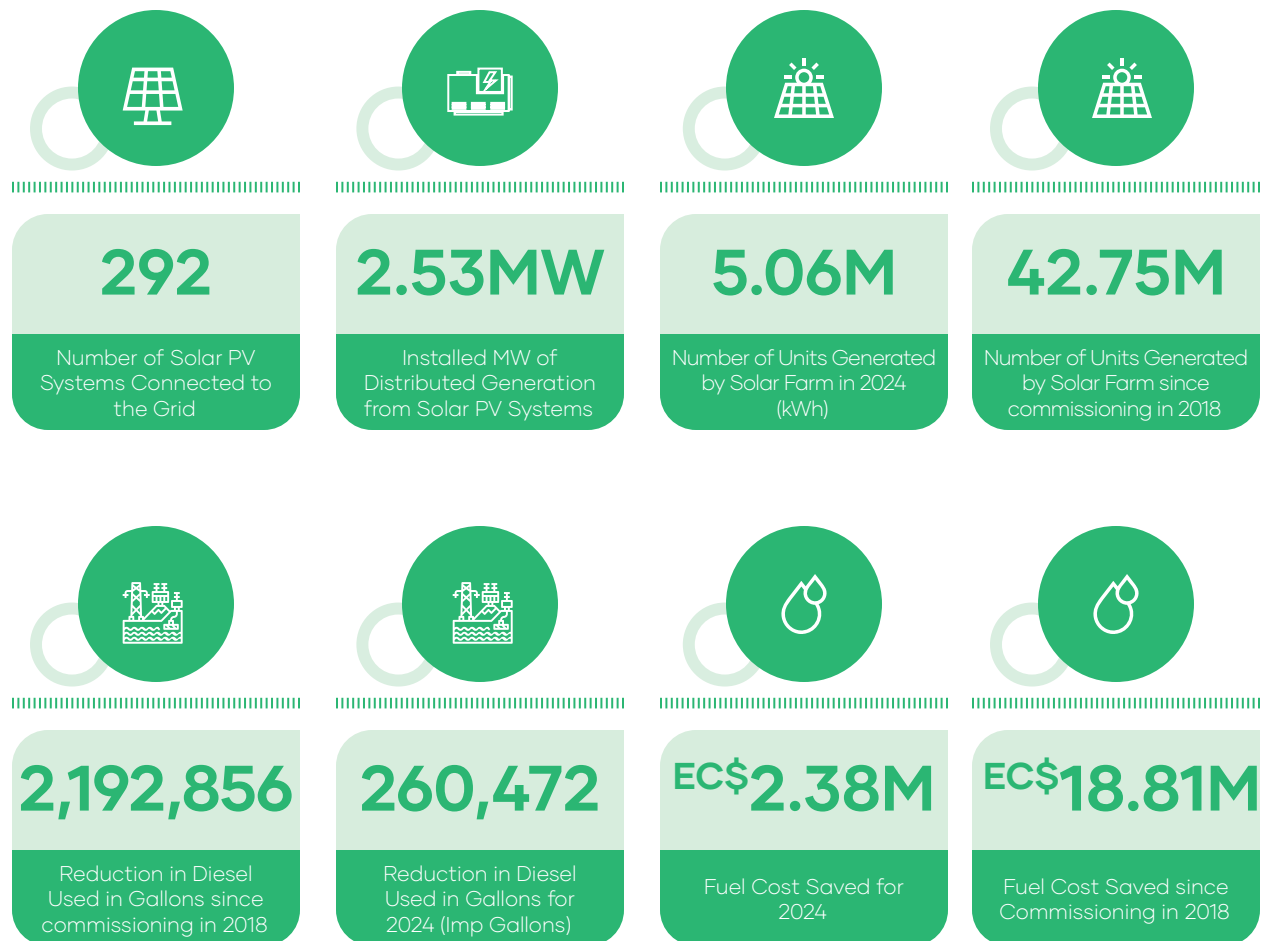 292
Number of Solar PV
Systems Connected to
the Grid
2.53MW
Installed MW of
Distributed Generation
from Solar PV Systems
5.06M
Number of Units Generated
by Solar Farm in 2024
(kWh)
42.75M
Number of Units Generated
by Solar Farm since
commissioning in 2018
2,192,856
Reduction in Diesel
Used in Gallons since
commissioning in 2018
260,472
Reduction in Diesel
Used in Gallons for
2024 (Imp Gallons)
EC$2.38M
Fuel Cost Saved for
2024
EC$18.81M
Fuel Cost Saved since
Commissioning in 2018